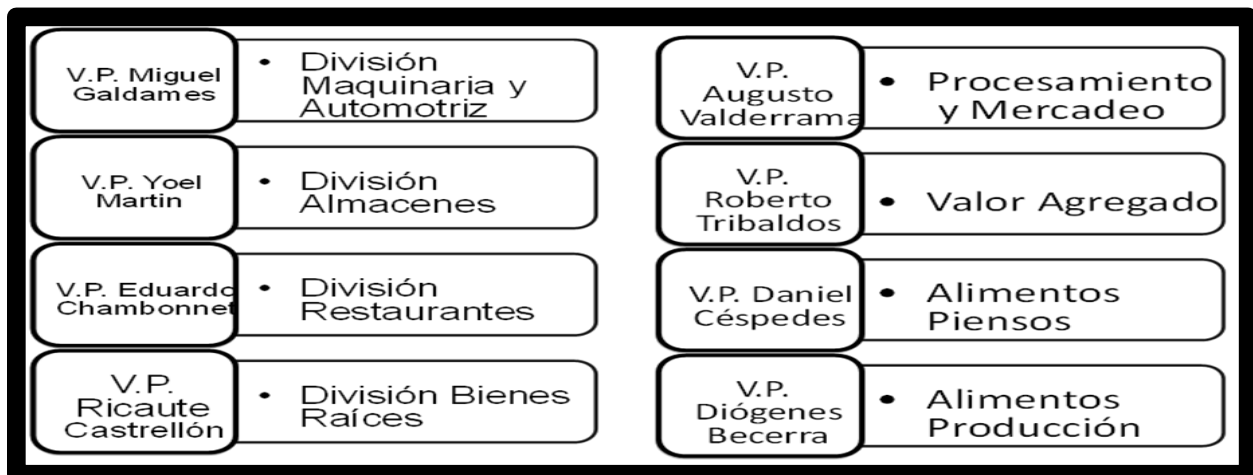 V.P. Miguel
Galdames
• División
Maquinaria y
Automotriz
V.P. Yoel
Martin
• División
Almacenes
V.P. Eduardo
Chambonnet
• División
Restaurantes
V.P.
Ricaute
Castrellón
• División Bienes
Raíces
V.P.
Augusto
Valderrama
• Procesamiento
y Mercadeo
V.P.
Roberto
Tribaldos
• Valor Agregado
V.P. Daniel
Céspedes
• Alimentos
Piensos
V.P.
Diógenes
Becerra
• Alimentos
Producción